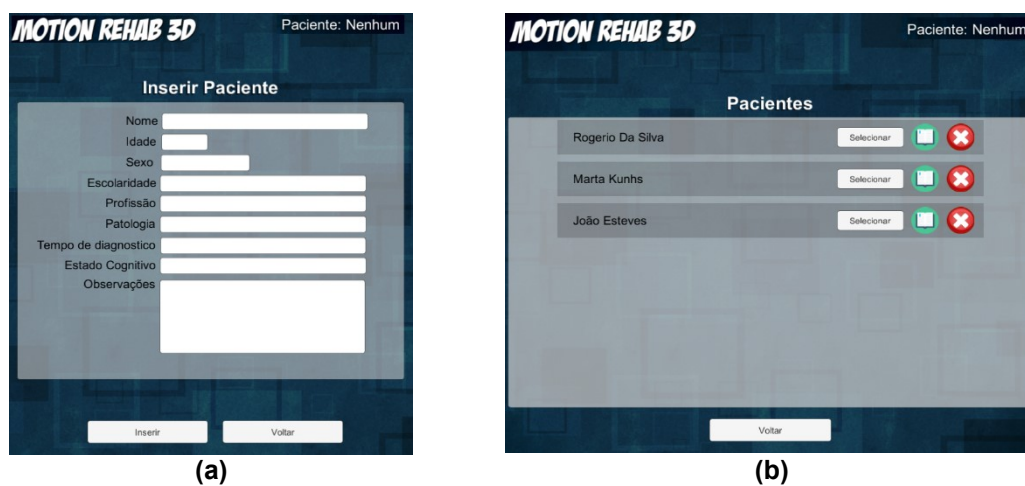 MOTION REHAB 3D
Paciente: Nenhum
Inserir Paciente
Nome
Idade
Sexo
Escolaridade
Profissão
Patologia
Tempo de diagnostico
Estado Cognitivo
Observações
Inserir
Voltar
(a)
MOTION REHAB 3D
Paciente: Nenhum
Pacientes
Rogerio Da Silva
Selecionar
Marta Kunhs
Selecionar
João Esteves
Selecionar
Voltar
(b)